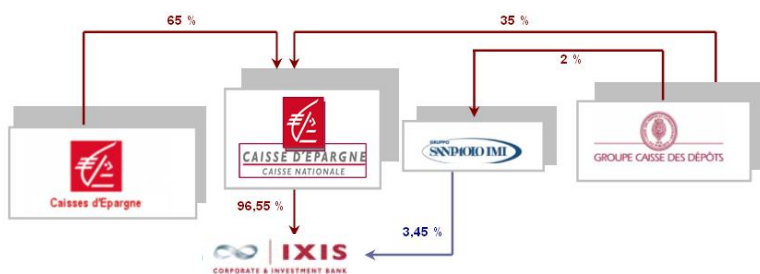 65 %
35 %
2 %
Caisses d'Epargne
CAISSE D'EPARGNE
CAISSE NATIONALE
GRUPPO
SANPAOLO IMI
GROUPE CAISSE DES DÉPÔTS
96,55 %
3,45 %
IXIS
CORPORATE & INVESTMENT BANK